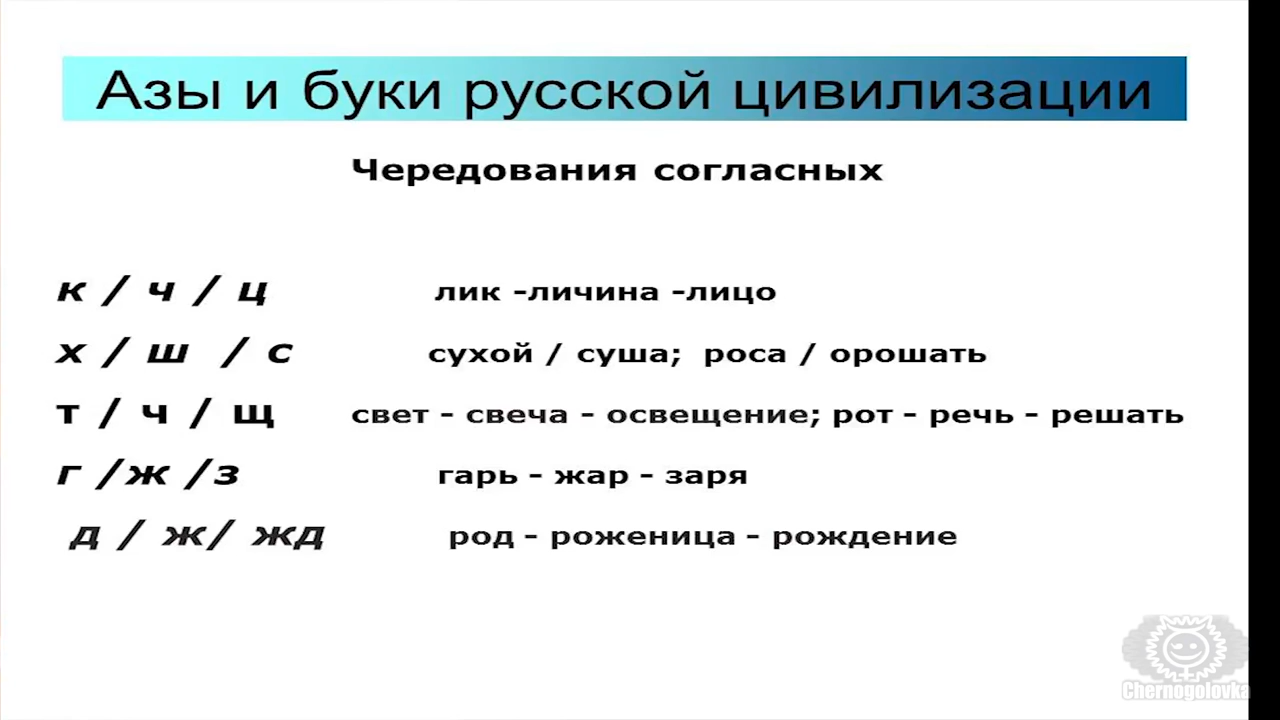 Азы и буки русской цивилизации
Чередования согласных
к / ч / ц лик -личина -лицо
х / ш / с сухой / суша; роса / орошать
т / ч / щ свет - свеча - освещение; рот - речь - решать
г /ж /з гарь - жар - заря
д / ж/ жд род - роженица - рождение
Chernogolovka